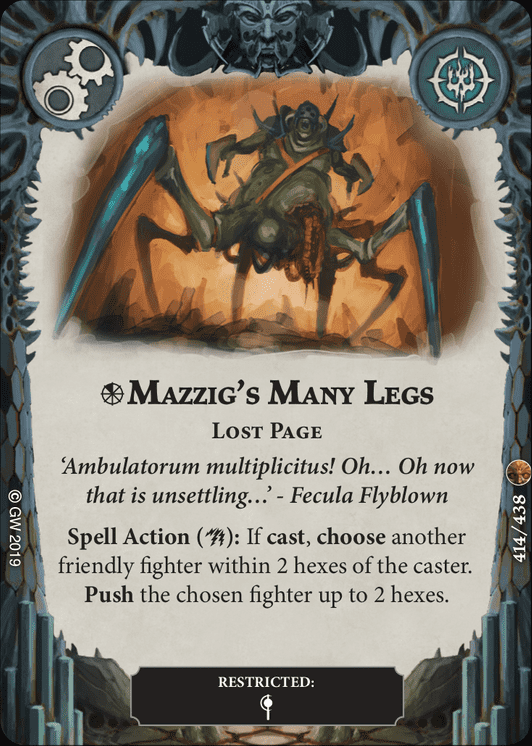 Mazzig's Many Legs
Lost Page
'Ambulatorum multiplicitus! Oh... Oh now
that is unsettling...' - Fecula Flyblown
Spell Action ( ): If cast, choose another
friendly fighter within 2 hexes of the caster.
Push the chosen fighter up to 2 hexes.
RESTRICTED:
© GW 2019
414/438